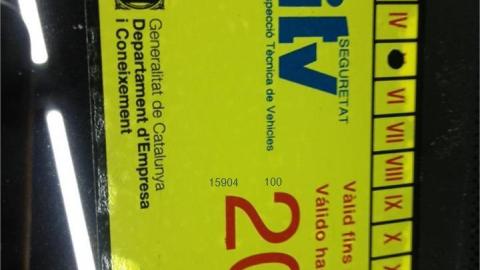 IV
VI
VII
VIII
IX
X
SEGURETAT
itv
Inspecció Tècnica de Vehicles
Generalitat de Catalunya
Departament d'Empresa
i Coneixement
15904 100
Vàlid fins
Válido ha
20